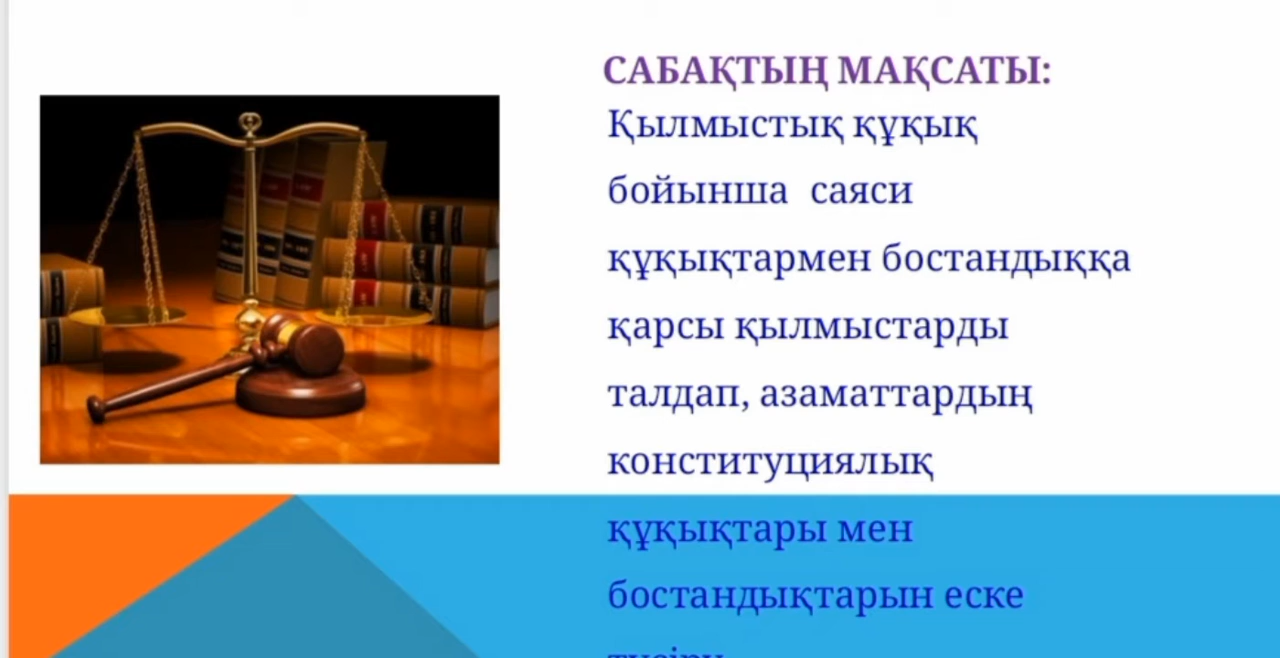 САБАҚТЫҢ МАҚСАТЫ:
Қылмыстық құқық
бойынша саяси
құқықтармен бостандыққа
қарсы қылмыстарды
талдап, азаматтардың
конституциялық
құқықтары мен
бостандықтарын еске